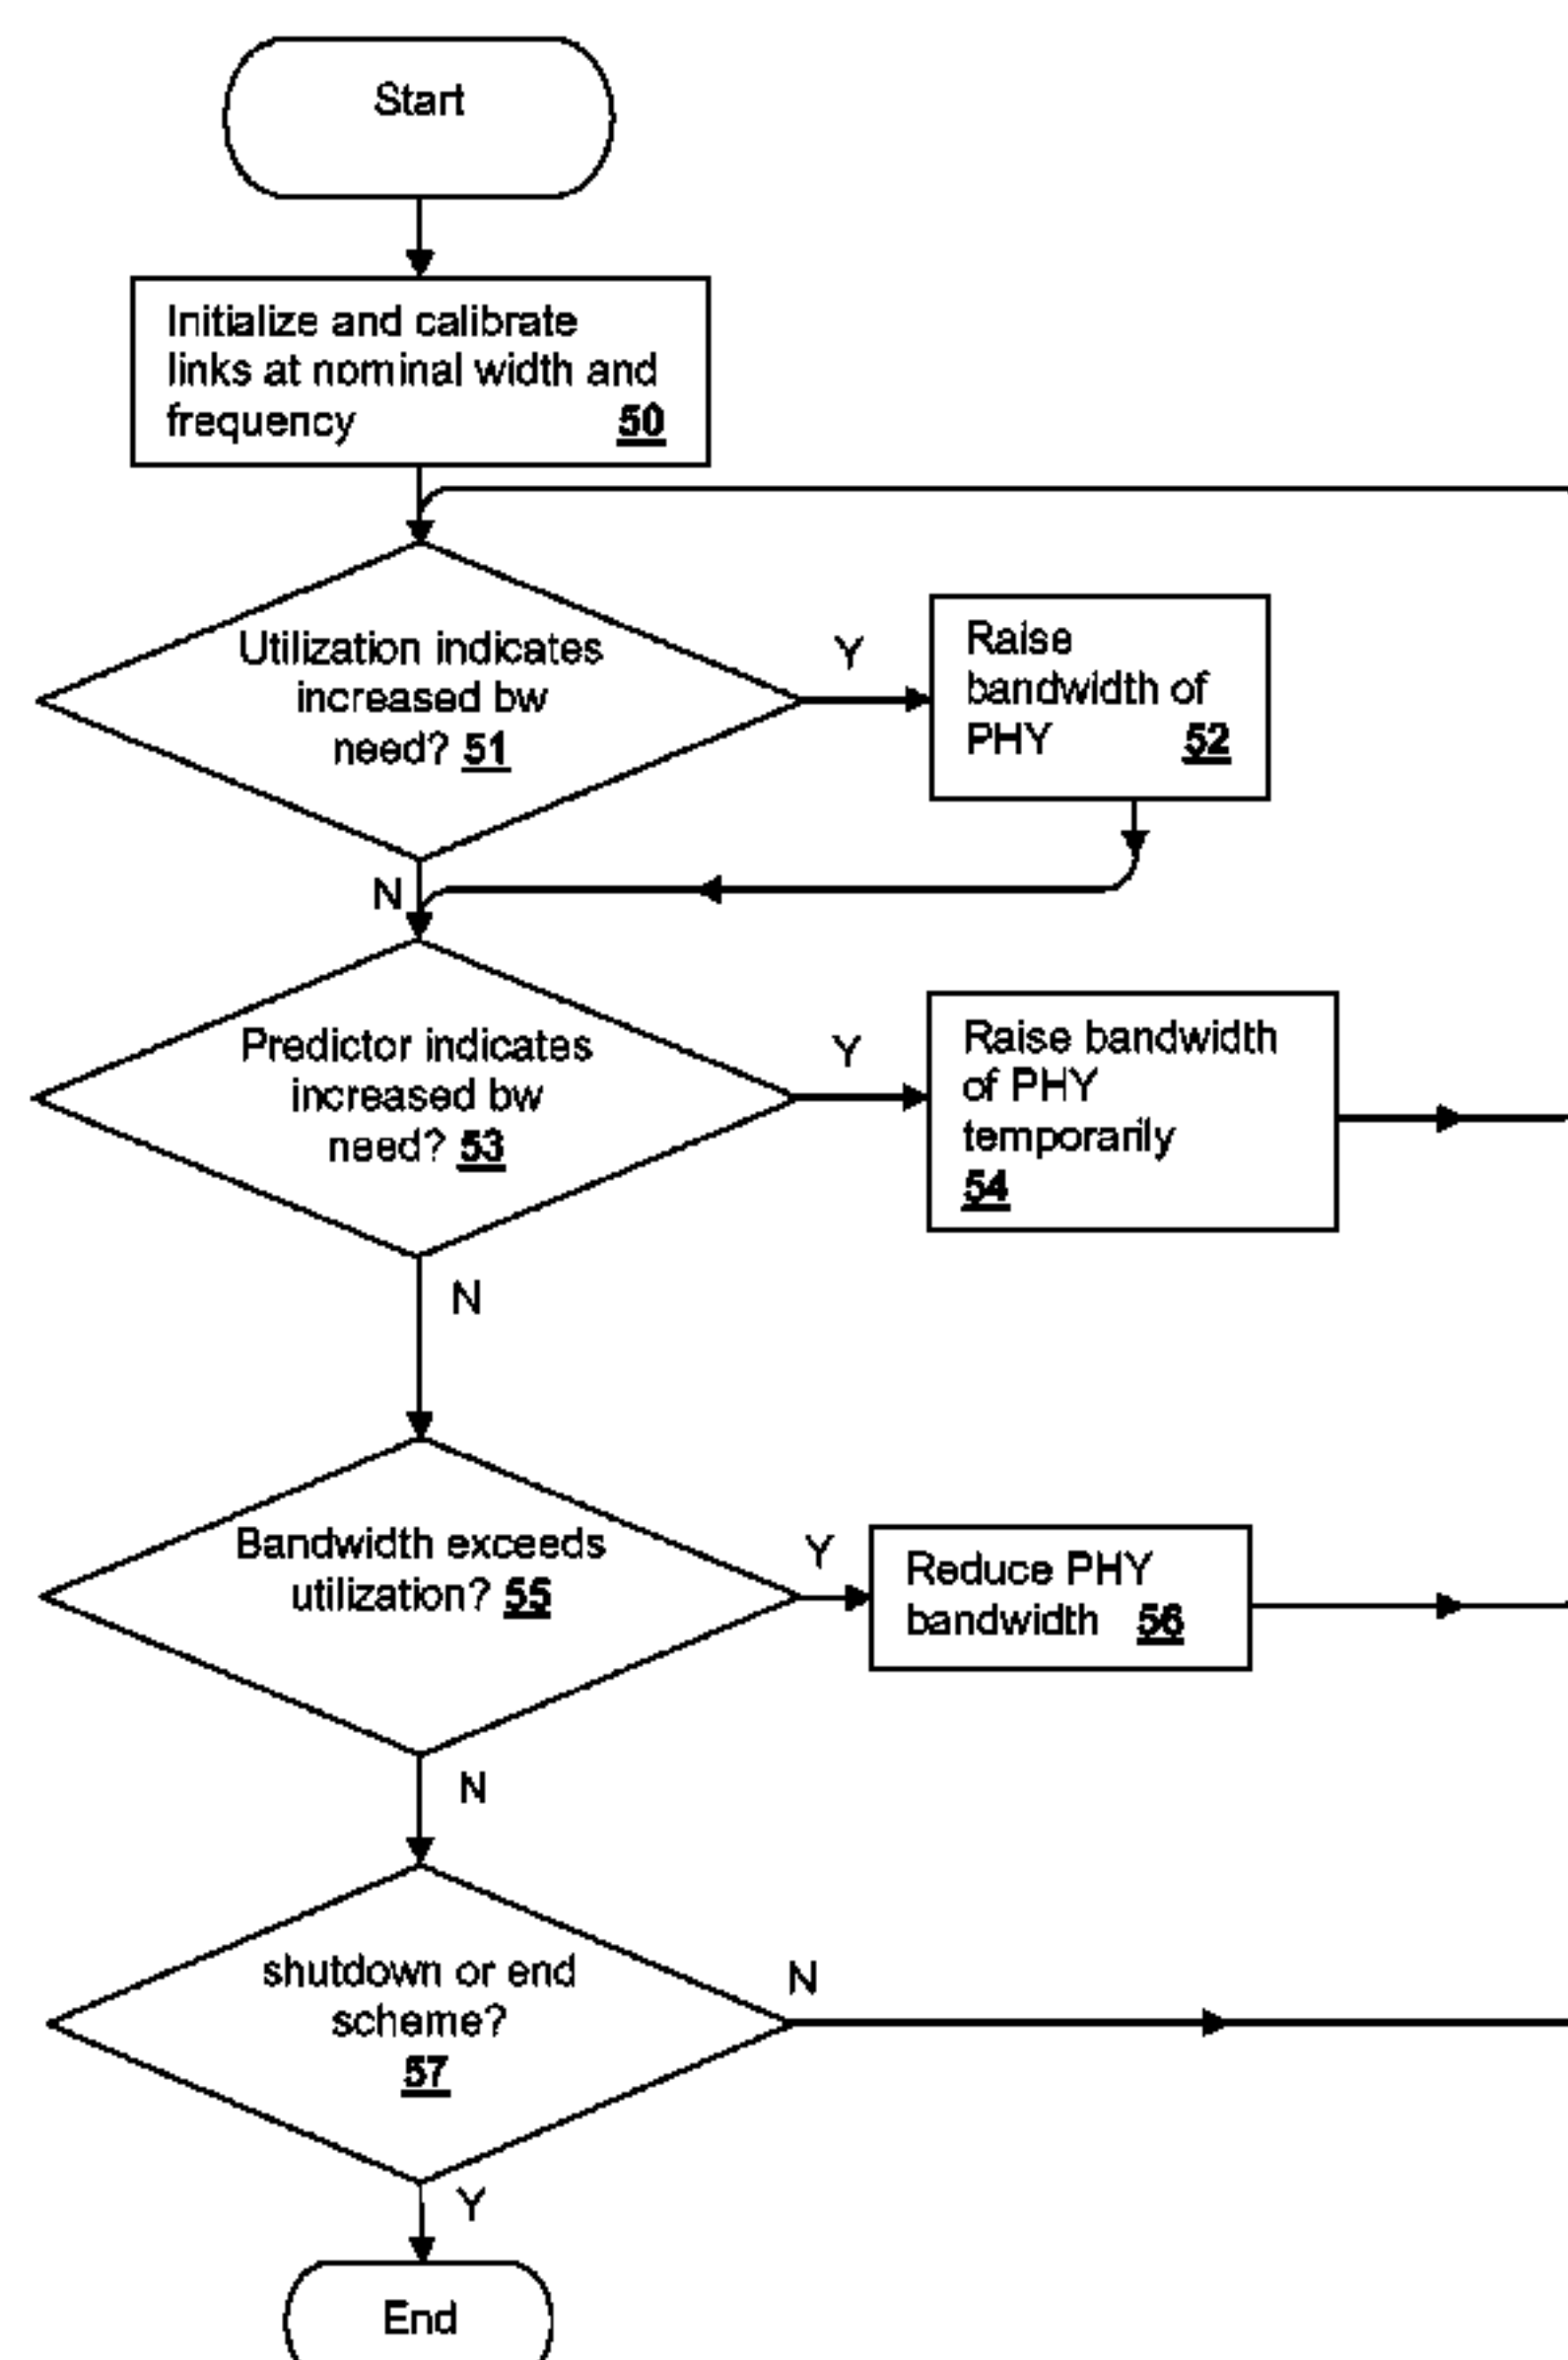 Start
Initialize and calibrate
links at nominal width and
frequency 50
Utilization indicates
increased bw
need? 51
Y
Raise
bandwidth of
PHY 52
N
Predictor indicates
increased bw
need? 53
Y
Raise bandwidth
of PHY
temporarily
54
N
Bandwidth exceeds
utilization? 55
Y
Reduce PHY
bandwidth 56
N
shutdown or end
scheme?
57
N
Y
End